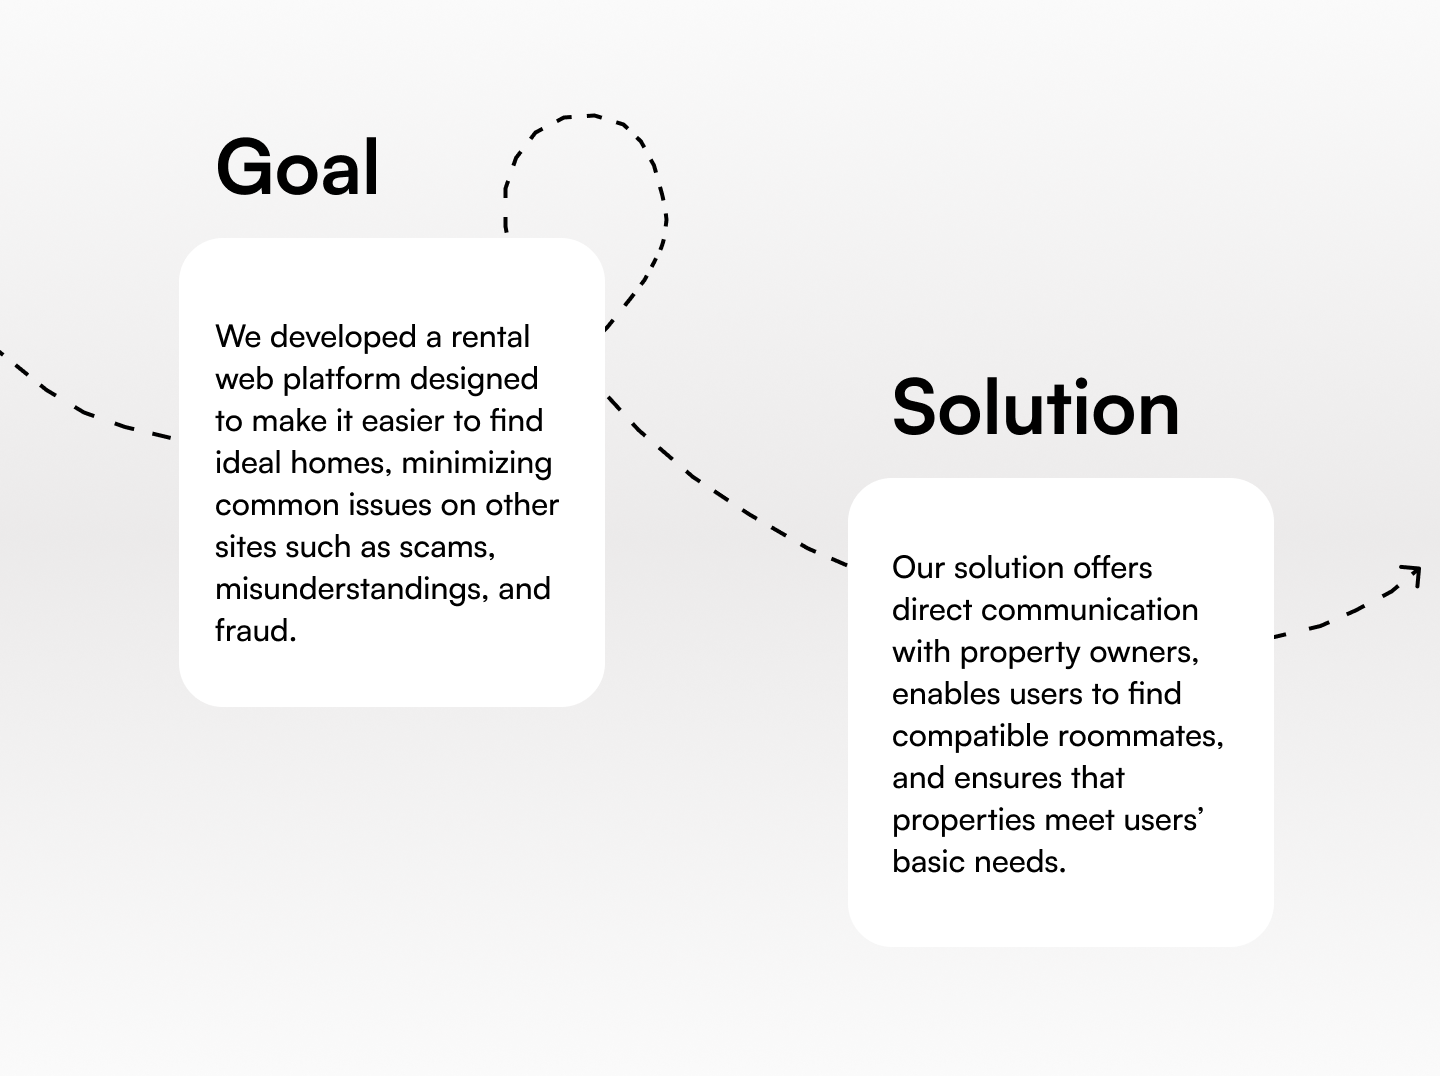 Goal
We developed a rental
web platform designed
to make it easier to find
ideal homes, minimizing
common issues on other
sites such as scams,
misunderstandings, and
fraud.
Solution
Our solution offers
direct communication
with property owners,
enables users to find
compatible roommates,
and ensures that
properties meet users’
basic needs.